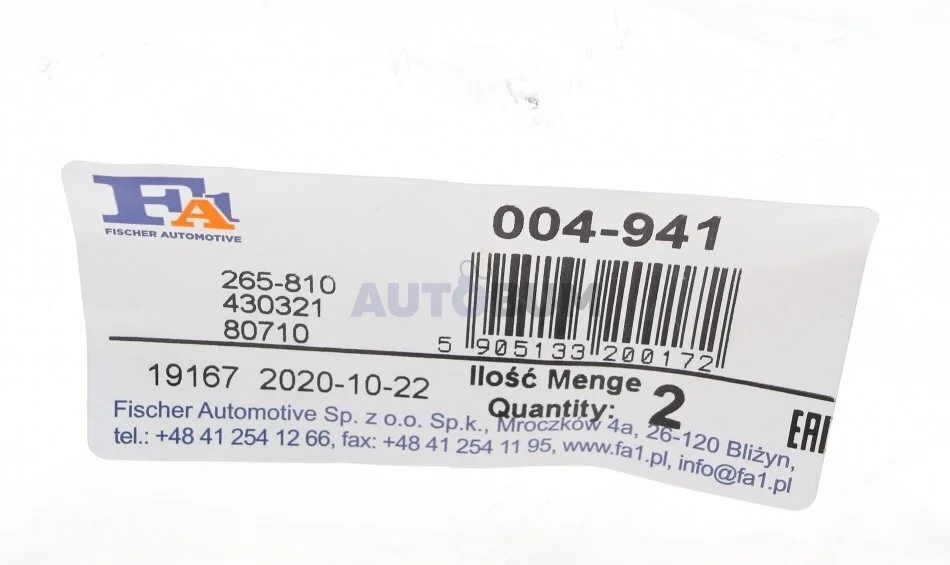 FA1
FISCHER AUTOMOTIVE
004-941
265-810
430321
80710
AUTOBUM
5 905133 200172
19167 2020-10-22
Ilość Menge
Quantity: 2
Fischer Automotive Sp. z o.o. Sp.k., Mroczków 4a, 26-120 Bliżyn,
tel.: +48 41 254 12 66, fax: +48 41 254 11 95, www.fa1.pl, info@fa1.pl